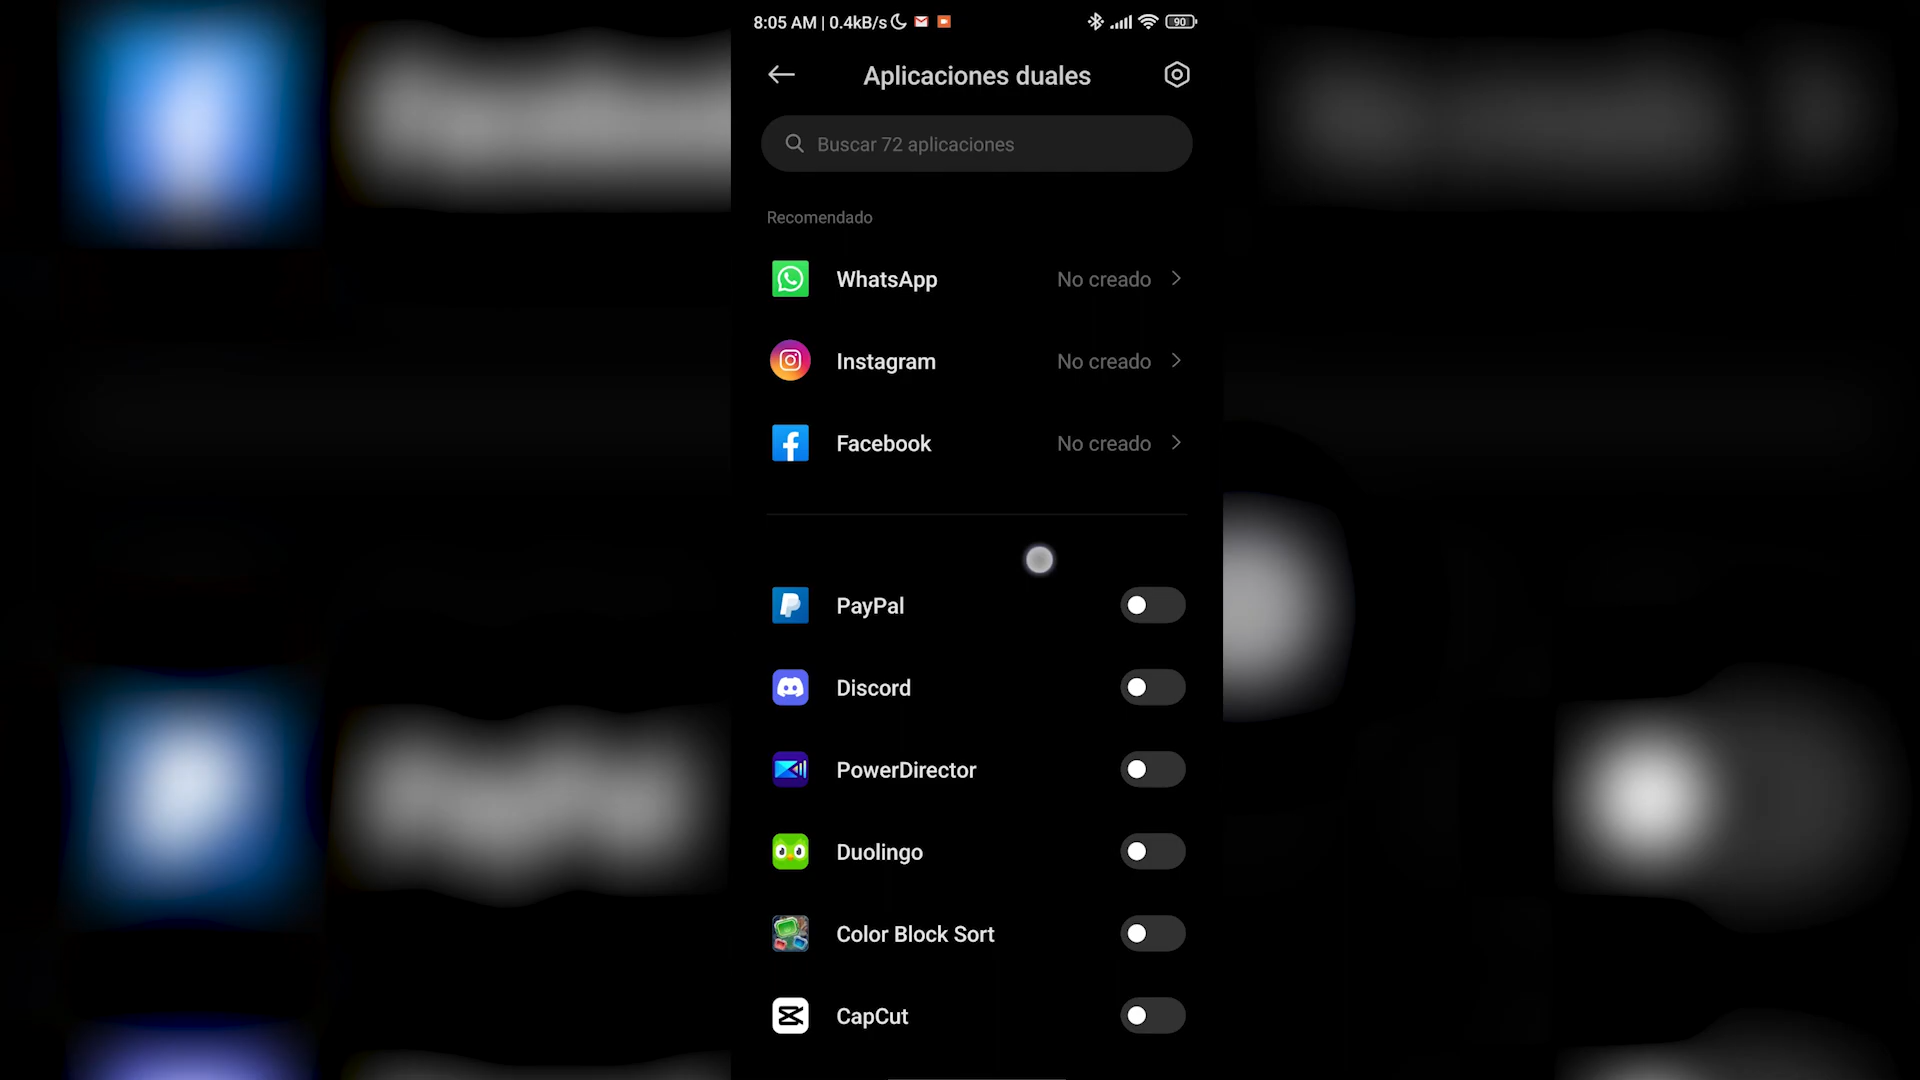 8:05 AM | 0.4kB/s
90
Aplicaciones duales
Buscar 72 aplicaciones
Recomendado
WhatsApp No creado
Instagram No creado
Facebook No creado
PayPal
Discord
PowerDirector
Duolingo
Color Block Sort
CapCut